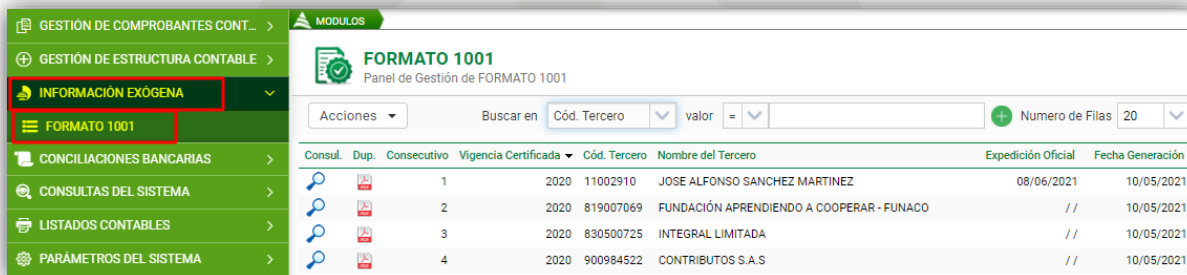 GESTIÓN DE COMPROBANTES CONT...
GESTIÓN DE ESTRUCTURA CONTABLE
INFORMACIÓN EXÓGENA
FORMATO 1001
CONCILIACIONES BANCARIAS
CONSULTAS DEL SISTEMA
LISTADOS CONTABLES
PARÁMETROS DEL SISTEMA
MODULOS
FORMATO 1001
Panel de Gestión de FORMATO 1001
Acciones Buscar en Cód. Tercero valor = Numero de Filas 20
Consul. Dup. Consecutivo Vigencia Certificada Cód. Tercero Nombre del Tercero Expedición Oficial Fecha Generación
1 2020 11002910 JOSE ALFONSO SANCHEZ MARTINEZ 08/06/2021 10/05/2021
2 2020 819007069 FUNDACIÓN APRENDIENDO A COOPERAR - FUNACO / / 10/05/2021
3 2020 830500725 INTEGRAL LIMITADA / / 10/05/2021
4 2020 900984522 CONTRIBUTOS S.A.S / / 10/05/2021